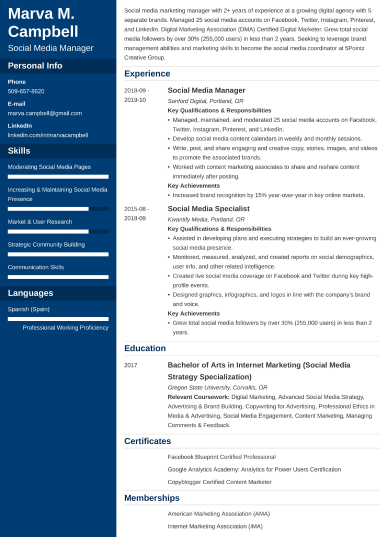 Marva M.
Campbell
Social Media Manager
Personal Info
Phone
509-657-8620
E-mail
marva.campbell@gmail.com
LinkedIn
linkedin.com/in/marvacampbell
Skills
Moderating Social Media Pages
Increasing & Maintaining Social Media
Presence
Market & User Research
Strategic Community Building
Communication Skills
Languages
Spanish (Spain)
Professional Working Proficiency
Social media marketing manager with 2+ years of experience at a growing digital agency with 5
separate brands. Managed 25 social media accounts on Facebook, Twitter, Instagram, Pinterest,
and LinkedIn. Digital Marketing Association (DMA) Certified Digital Marketer. Grew total social
media followers by over 30% (255,000 users) in less than 2 years. Seeking to leverage brand
management abilities and marketing skills to become the social media coordinator at 5Pointz
Creative Group.
Experience
2018-09 -
2019-10
Social Media Manager
Sanford Digital, Portland, OR
Key Qualifications & Responsibilities
• Managed, maintained, and moderated 25 social media accounts on Facebook,
Twitter, Instagram, Pinterest, and LinkedIn.
• Developed social media content calendars in weekly and monthly sessions.
• Write, post, and share engaging and creative copy, stories, images, and videos
to promote the associated brands.
• Worked with content marketing associates to share and reshare content
immediately after posting.
Key Achievements
• Increased brand recognition by 15% year-over-year in key online markets.
2015-08 -
2018-09
Social Media Specialist
Kwantify Media, Portland, OR
Key Qualifications & Responsibilities
• Assisted in developing plans and executing strategies to build an ever-growing
social media presence.
• Monitored, measured, analyzed, and created reports on social demographics,
user info, and other related intelligence.
• Created live social media coverage on Facebook and Twitter during key high-
profile events.
• Designed graphics, infographics, and logos in line with the company's brand
and voice.
Key Achievements
• Grew total social media followers by over 30% (255,000 users) in less than 2
years.
Education
2017
Bachelor of Arts in Internet Marketing (Social Media
Strategy Specialization)
Oregon State University, Corvallis, OR
Relevant Coursework: Digital Marketing, Advanced Social Media Strategy,
Advertising & Brand Building, Copywriting for Advertising, Professional Ethics in
Media & Advertising, Social Media Engagement, Content Marketing, Managing
Comments & Feedback.
Certificates
Facebook Blueprint Certified Professional
Google Analytics Academy: Analytics for Power Users Certification
Copyblogger Certified Content Marketer
Memberships
American Marketing Association (AMA)
Internet Marketing Association (IMA)